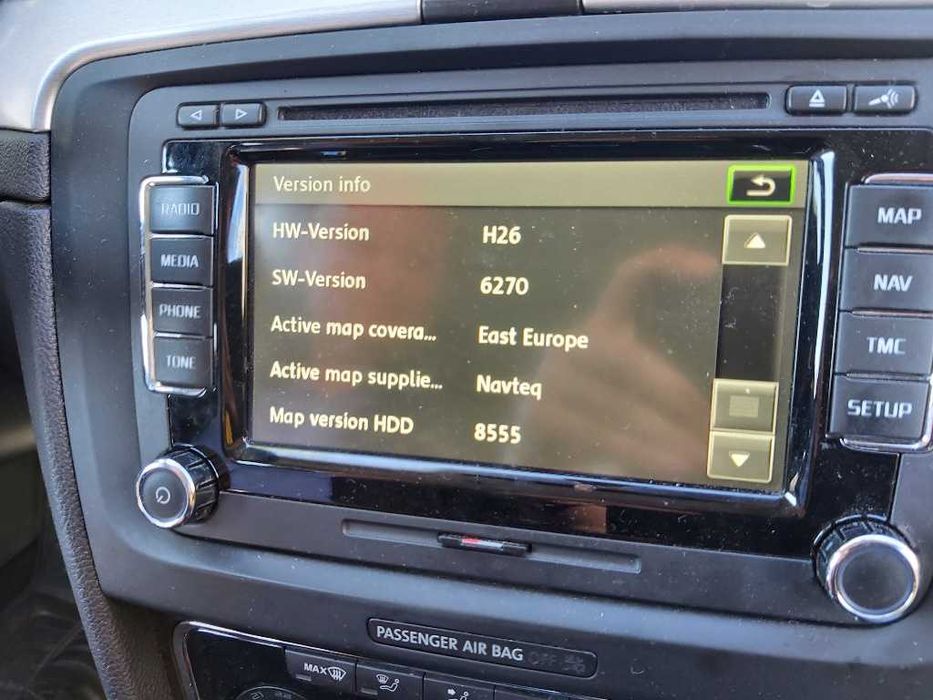 Version info
HW-Version H26
SW-Version 6270
Active map covera... East Europe
Active map supplie... Navteq
Map version HDD 8555
RADIO
MEDIA
PHONE
TONE
MAP
NAV
TMC
SETUP
PASSENGER AIR BAG OFF
MAX